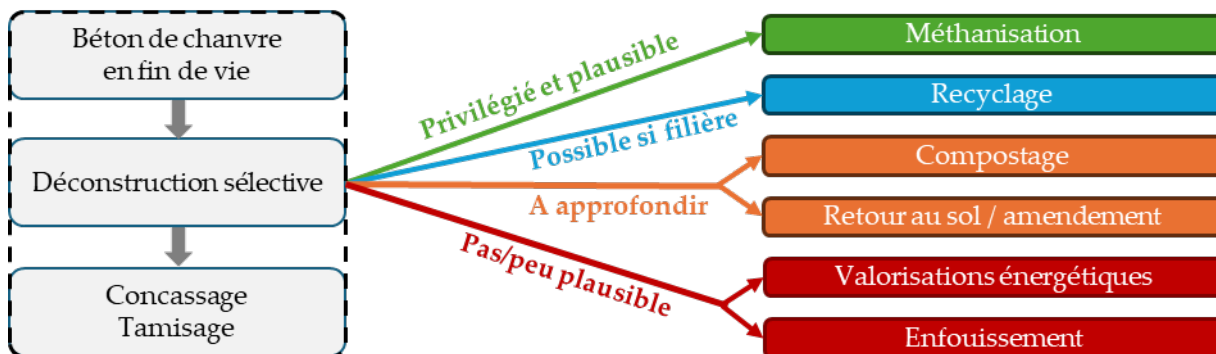 Béton de chanvre
en fin de vie
Déconstruction sélective
Concassage
Tamisage
Privilégié et plausible
Possible si filière
A approfondir
Pas/peu plausible
Méthanisation
Recyclage
Compostage
Retour au sol / amendement
Valorisations énergétiques
Enfouissement